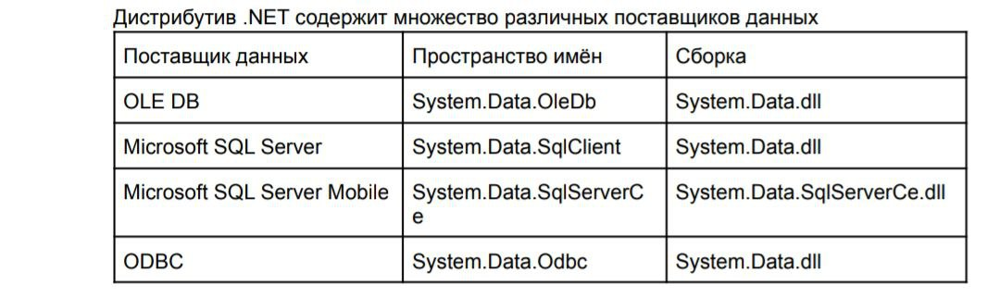 Дистрибутив .NET содержит множество различных поставщиков данных
Поставщик данных Пространство имён Сборка
OLE DB System.Data.OleDb System.Data.dll
Microsoft SQL Server System.Data.SqlClient System.Data.dll
Microsoft SQL Server Mobile System.Data.SqlServerC System.Data.SqlServerCe.dll
e
ODBC System.Data.Odbc System.Data.dll